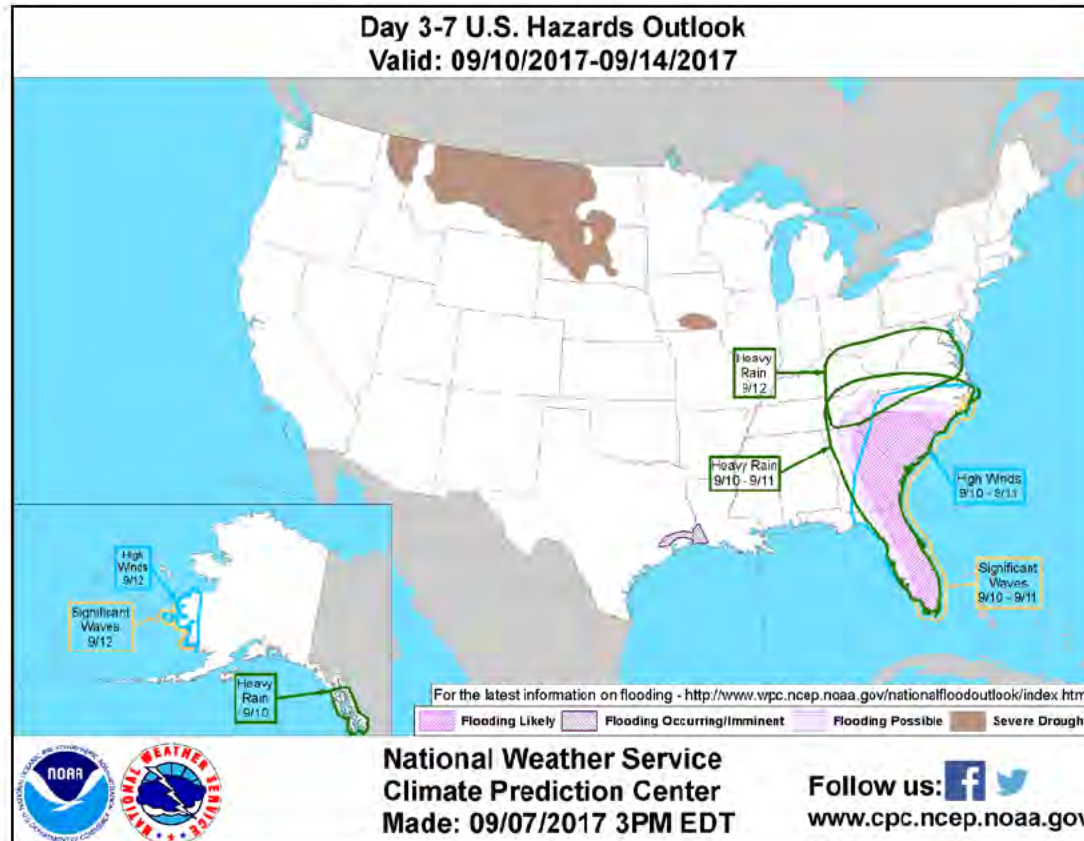 Day 3-7 U.S. Hazards Outlook
Valid: 09/10/2017-09/14/2017
Heavy
Rain
9/12
Heavy Rain
9/10 - 9/11
High Winds
9/10 - 9/11
Significant
Waves
9/10 - 9/11
High
Winds
9/12
Significant
Waves
9/12
Heavy
Rain
9/10
For the latest information on flooding - http://www.wpc.ncep.noaa.gov/nationalfloodoutlook/index.htm
Flooding Likely
Flooding Occurring/Imminent
Flooding Possible
Severe Drough
NOAA
NATIONAL WEATHER SERVICE
National Weather Service
Climate Prediction Center
Made: 09/07/2017 3PM EDT
Follow us:
www.cpc.ncep.noaa.gov